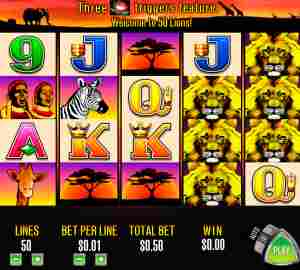 Three triggers feature
Welcome to 50 Lions!
9 J J
Q
A K K
Q
LINES BET PER LINE TOTAL BET WIN
50 $0.01 $0.50 $0.00
PLAY